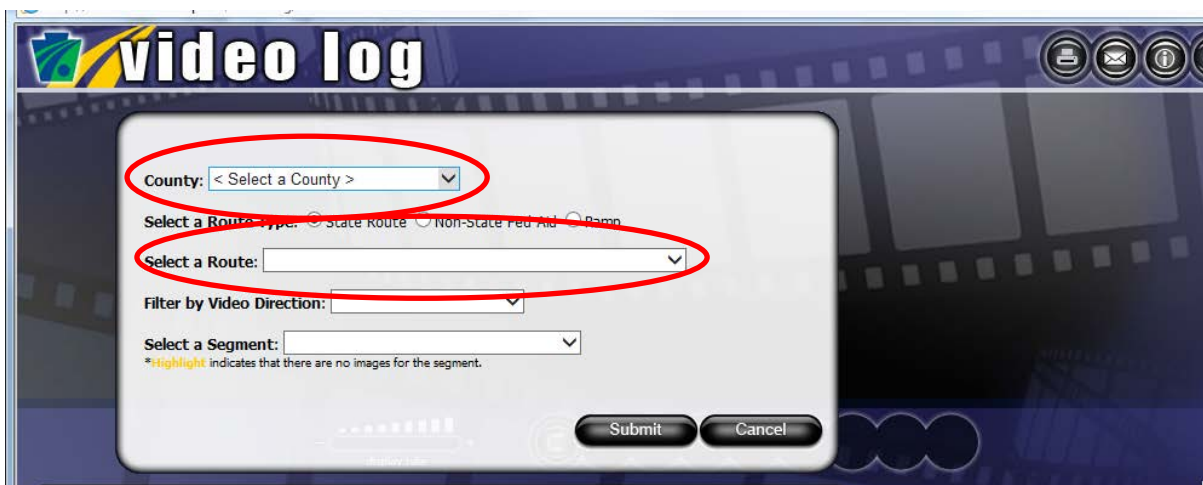 video log
County: < Select a County >
Select a Route Type: State Route Non-State Fed Aid Ramp
Select a Route:
Filter by Video Direction:
Select a Segment:
*Highlight indicates that there are no images for the segment.
Submit Cancel